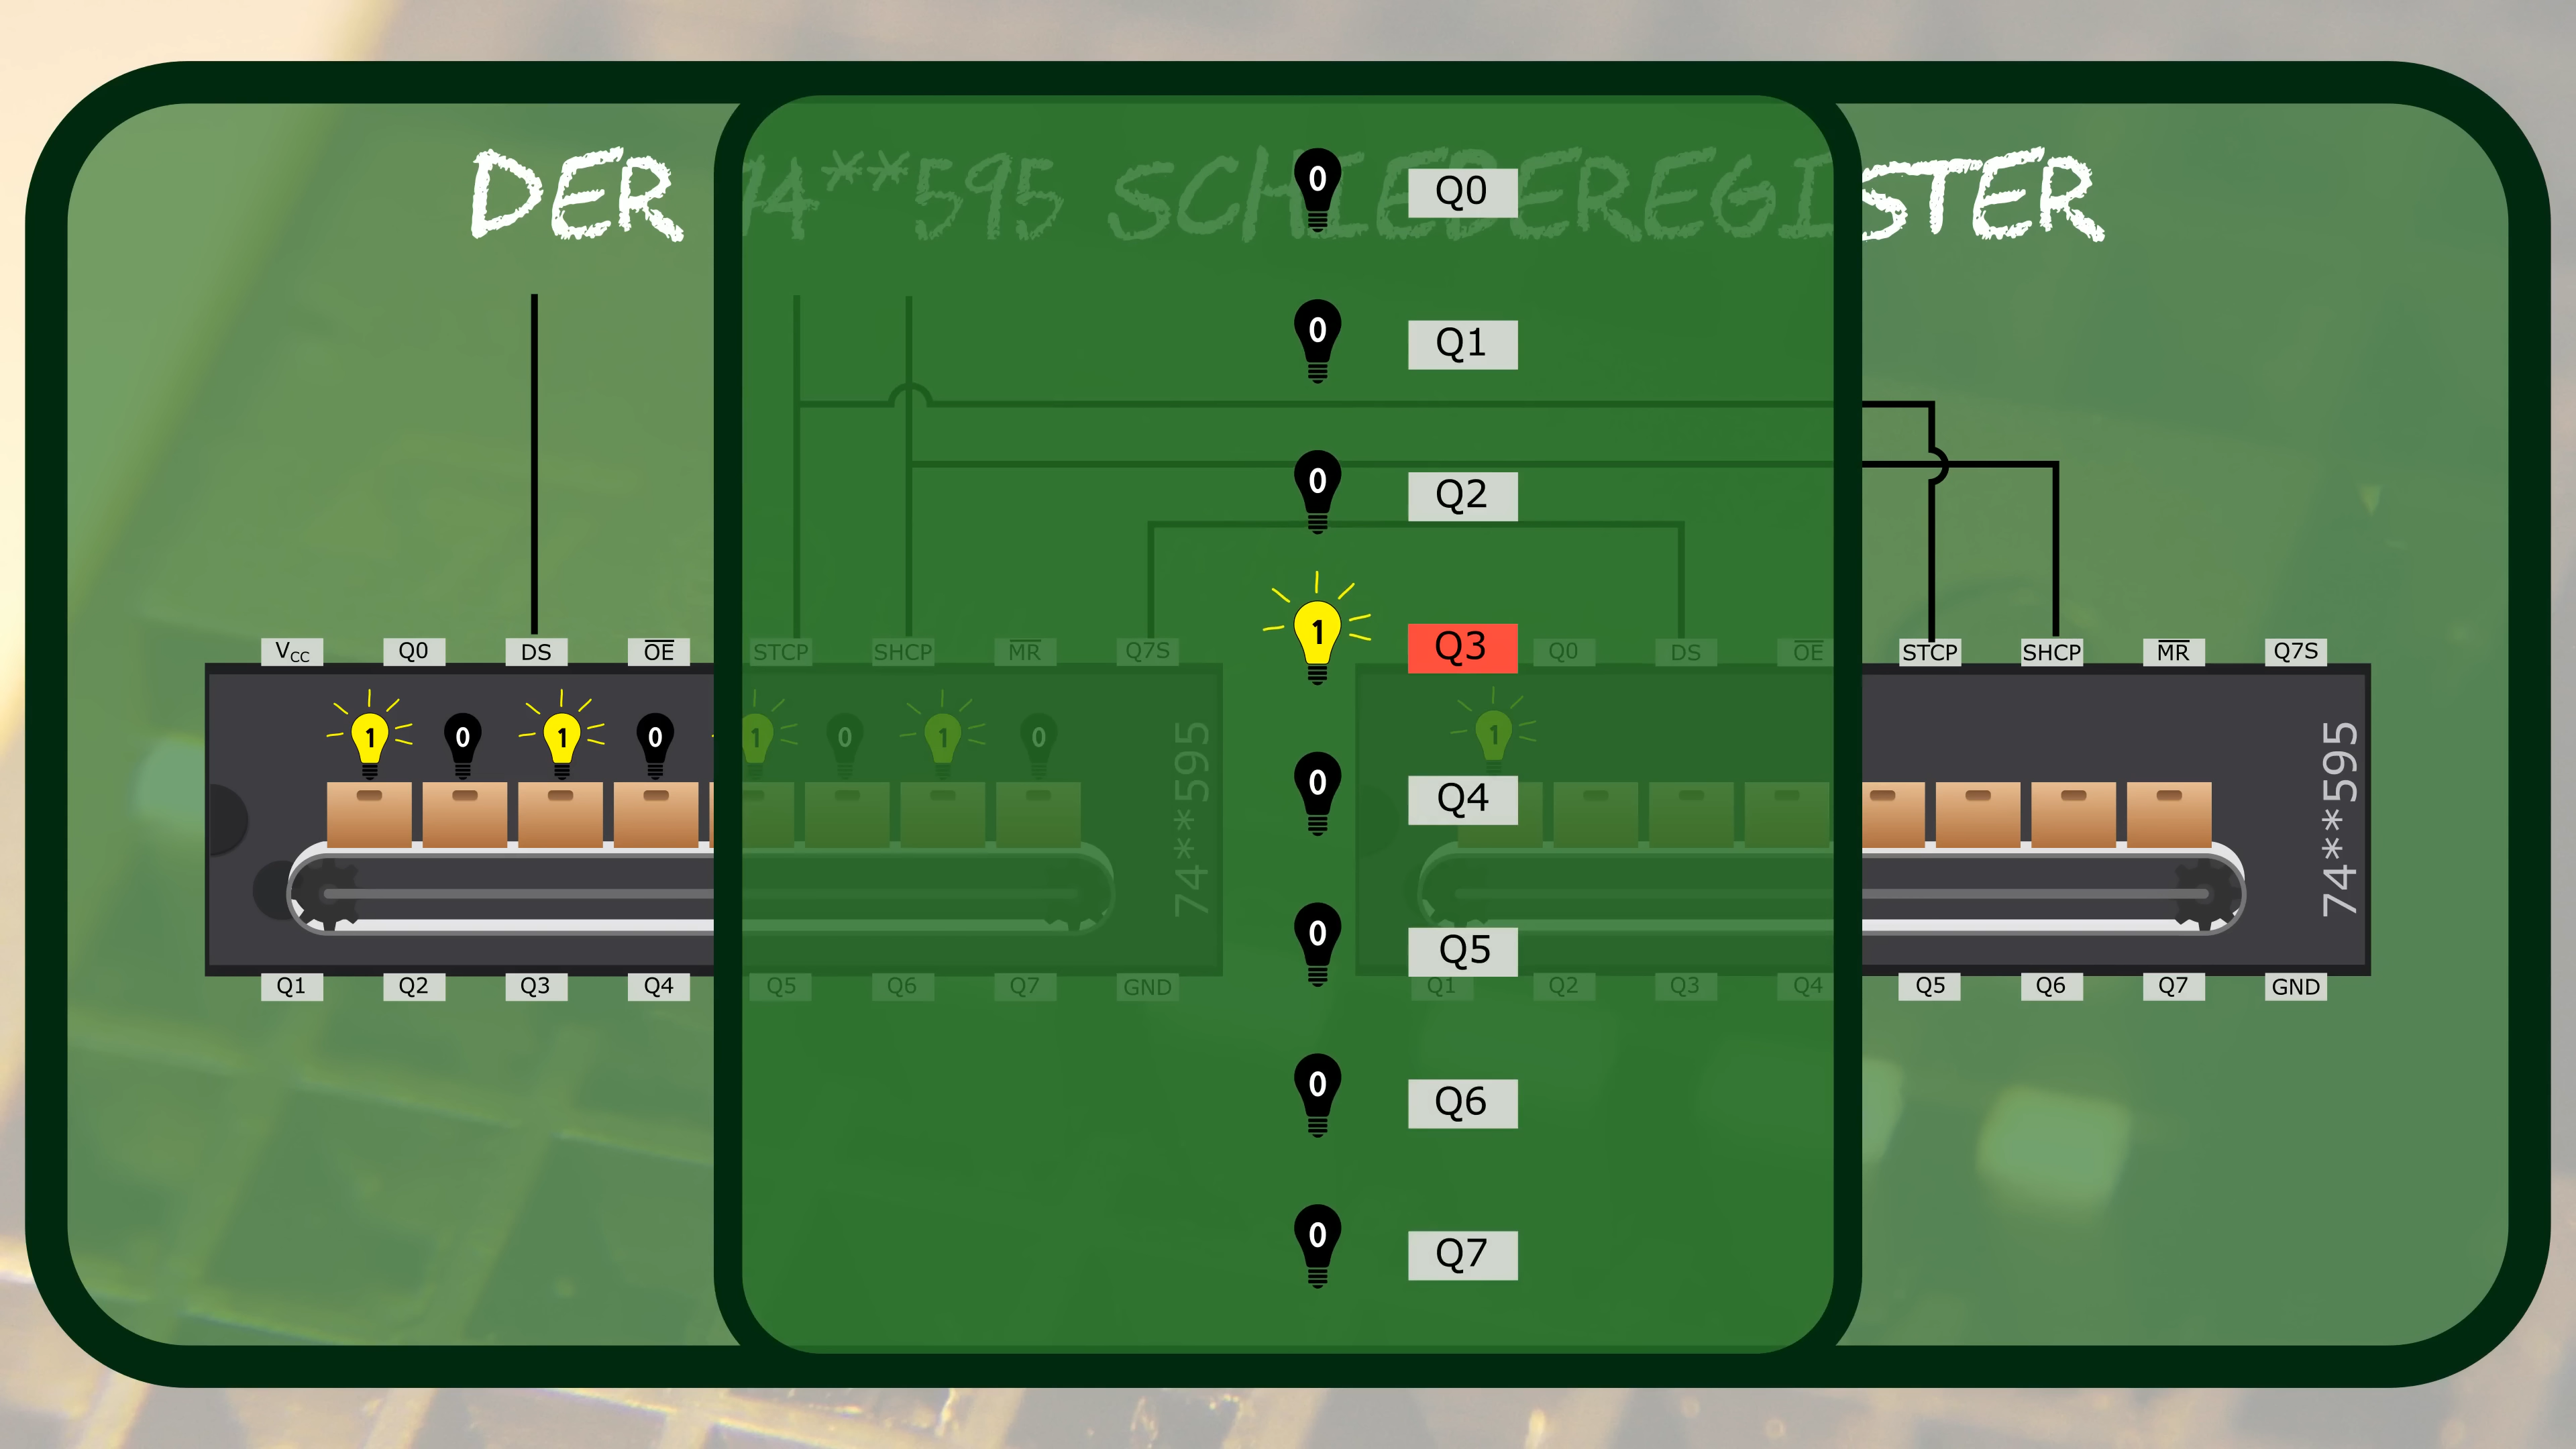 DER 74**595 SCHIEBEREGISTER
0 Q0
0 Q1
0 Q2
1 Q3
0 Q4
0 Q5
0 Q6
0 Q7
VCC Q0 DS OE STCP SHCP MR Q7S
1 0 1 0 1 0 1 0
74**595
Q1 Q2 Q3 Q4 Q5 Q6 Q7 GND
Q0 DS OE STCP SHCP MR Q7S
1
74**595
Q1 Q2 Q3 Q4 Q5 Q6 Q7 GND